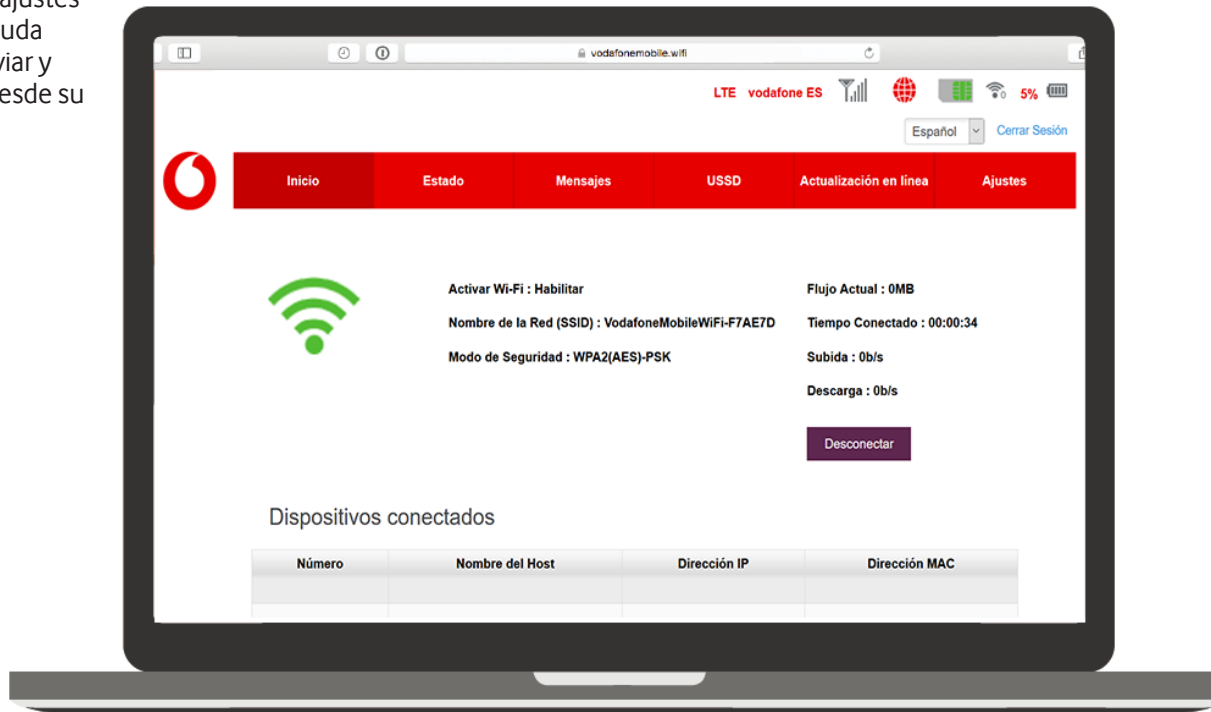 ajustes
uda
viar y
esde su
vodafonemobile.wifi
LTE vodafone ES 0 5%
Español Cerrar Sesión
Inicio Estado Mensajes USSD Actualización en línea Ajustes
Activar Wi-Fi : Habilitar
Nombre de la Red (SSID) : VodafoneMobileWiFi-F7AE7D
Modo de Seguridad : WPA2(AES)-PSK
Flujo Actual : 0MB
Tiempo Conectado : 00:00:34
Subida : 0b/s
Descarga : 0b/s
Desconectar
Dispositivos conectados
Número Nombre del Host Dirección IP Dirección MAC